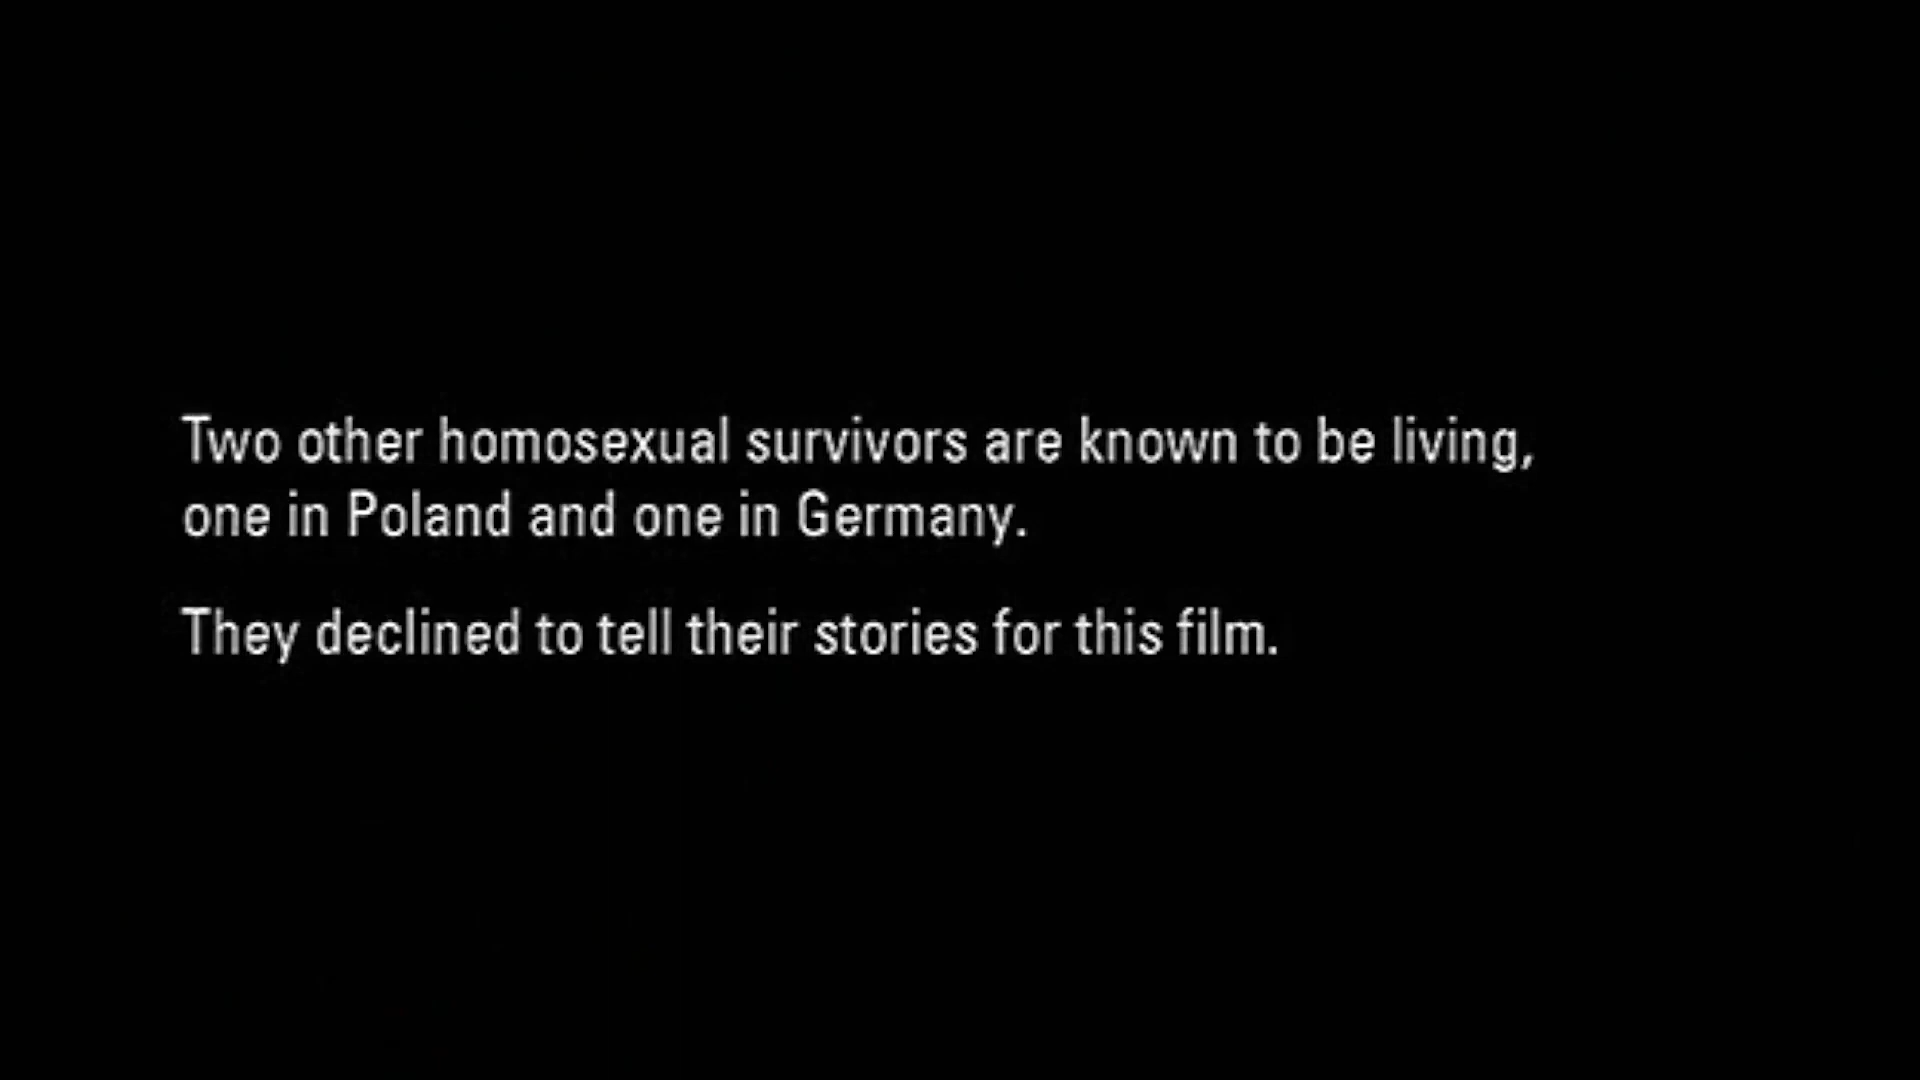 Two other homosexual survivors are known to be living,
one in Poland and one in Germany.
They declined to tell their stories for this film.